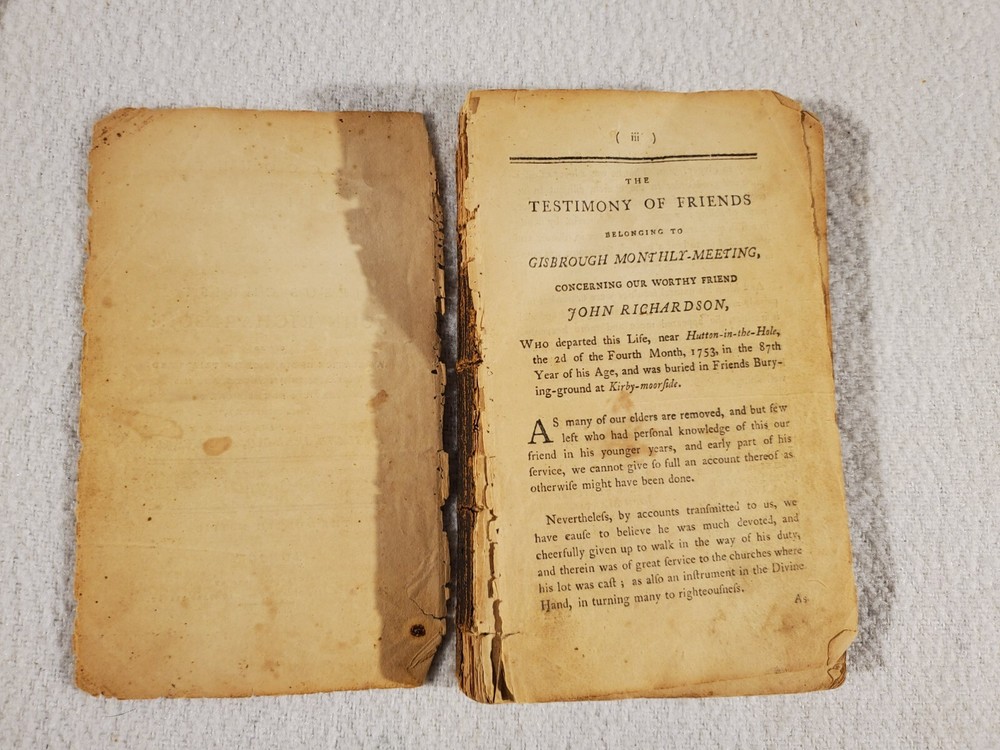 ( iii )
THE
TESTIMONY OF FRIENDS
BELONGING TO
GISBROUGH MONTHLY-MEETING,
CONCERNING OUR WORTHY FRIEND
JOHN RICHARDSON,
WHO departed this Life, near Hutton-in-the-Hole,
the 2d of the Fourth Month, 1753, in the 87th
Year of his Age, and was buried in Friends Bury-
ing-ground at Kirby-moorſide.
AS many of our elders are removed, and but few
left who had perſonal knowledge of this our
friend in his younger years, and early part of his
ſervice, we cannot give ſo full an account thereof as
otherwiſe might have been done.
Nevertheleſs, by accounts tranſmitted to us, we
have cauſe to believe he was much devoted, and
cheerfully given up to walk in the way of his duty,
and therein was of great ſervice to the churches where
his lot was caſt ; as alſo an inſtrument in the Divine
Hand, in turning many to righteouſneſs.
As